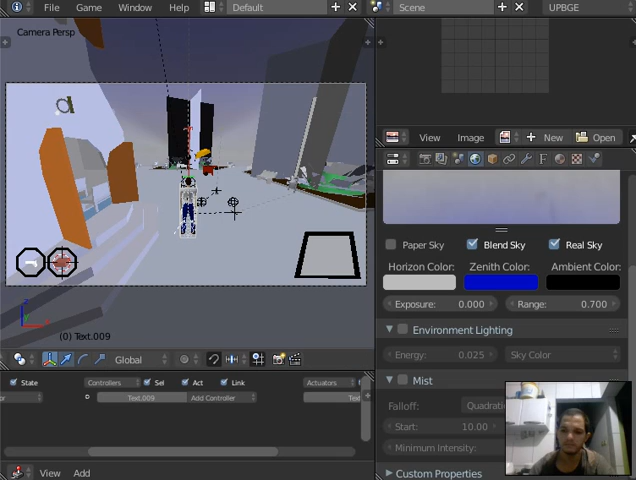 File Game Window Help Default Scene UPBGE
Camera Persp
a
(0) Text.009
Global
View Image New Open
Paper Sky Blend Sky Real Sky
Horizon Color: Zenith Color: Ambient Color:
Exposure: 0.000 Range: 0.700
Environment Lighting
Energy: 0.025 Sky Color
Mist
Falloff: Quadrati
Start: 10.00
Minimum Intensity:
Custom Properties
State Controllers Sel Act Link Actuators
Text.009 Add Controller Text
View Add